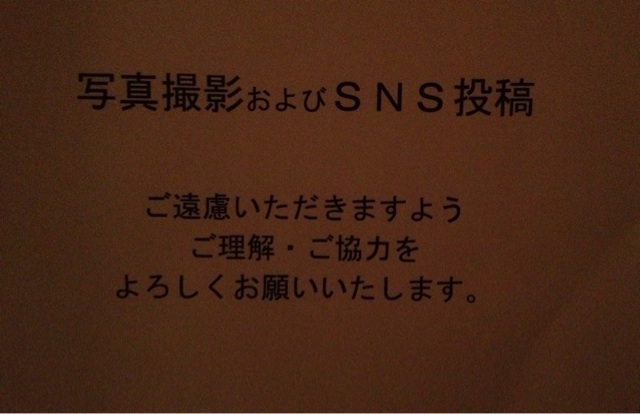 写真撮影およびＳＮＳ投稿
ご遠慮いただきますよう
ご理解・ご協力を
よろしくお願いいたします。